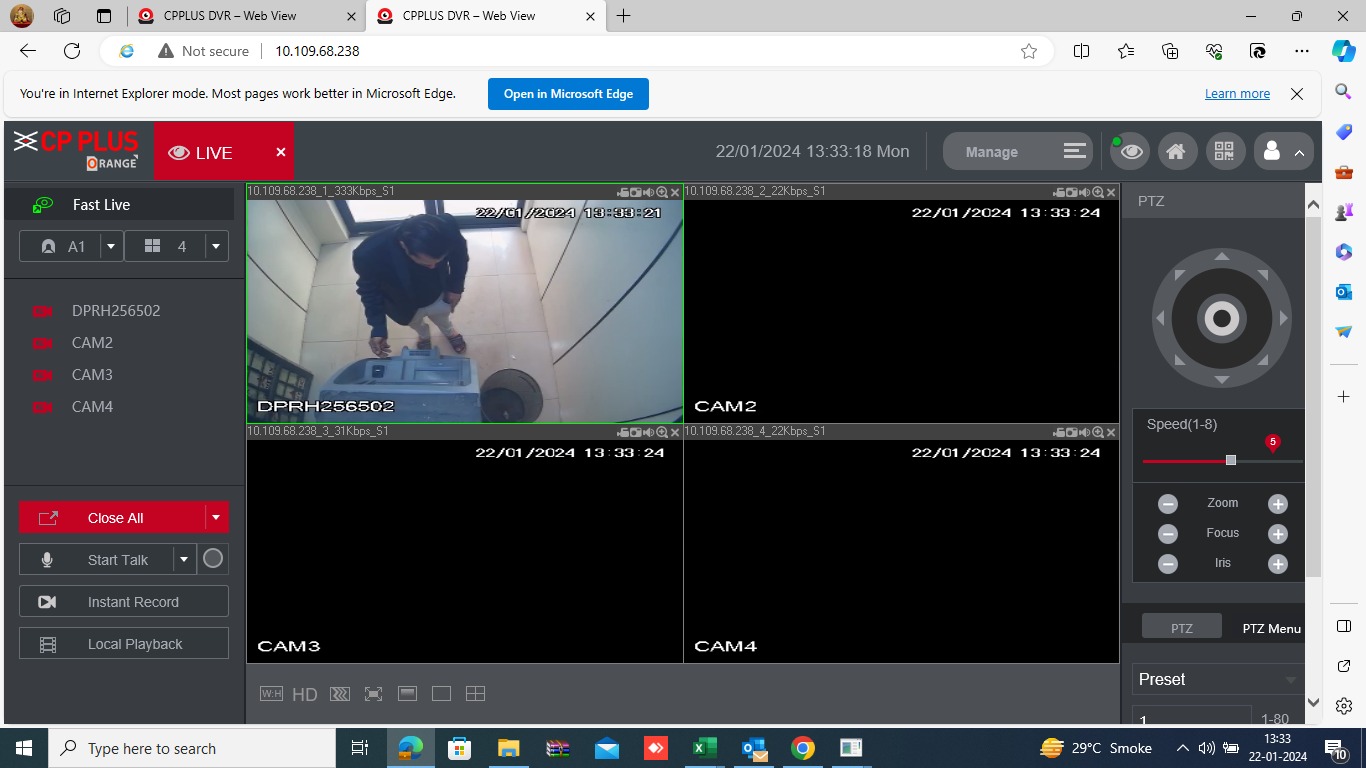 CPPLUS DVR – Web View
CPPLUS DVR – Web View
Not secure
10.109.68.238
You're in Internet Explorer mode. Most pages work better in Microsoft Edge.
Open in Microsoft Edge
Learn more
CP PLUS
ORANGE
LIVE
22/01/2024 13:33:18 Mon
Manage
Fast Live
A1
4
DPRH256502
CAM2
CAM3
CAM4
Close All
Start Talk
Instant Record
Local Playback
10.109.68.238_1_333Kbps_S1
22/01/2024 13:33:21
DPRH256502
10.109.68.238_2_22Kbps_S1
22/01/2024 13:33:24
CAM2
10.109.68.238_3_31Kbps_S1
22/01/2024 13:33:24
CAM3
10.109.68.238_4_22Kbps_S1
22/01/2024 13:33:24
CAM4
W:H
HD
PTZ
Speed(1-8)
5
Zoom
Focus
Iris
PTZ
PTZ Menu
Preset
1
1-80
Type here to search
29°C Smoke
13:33
22-01-2024
10